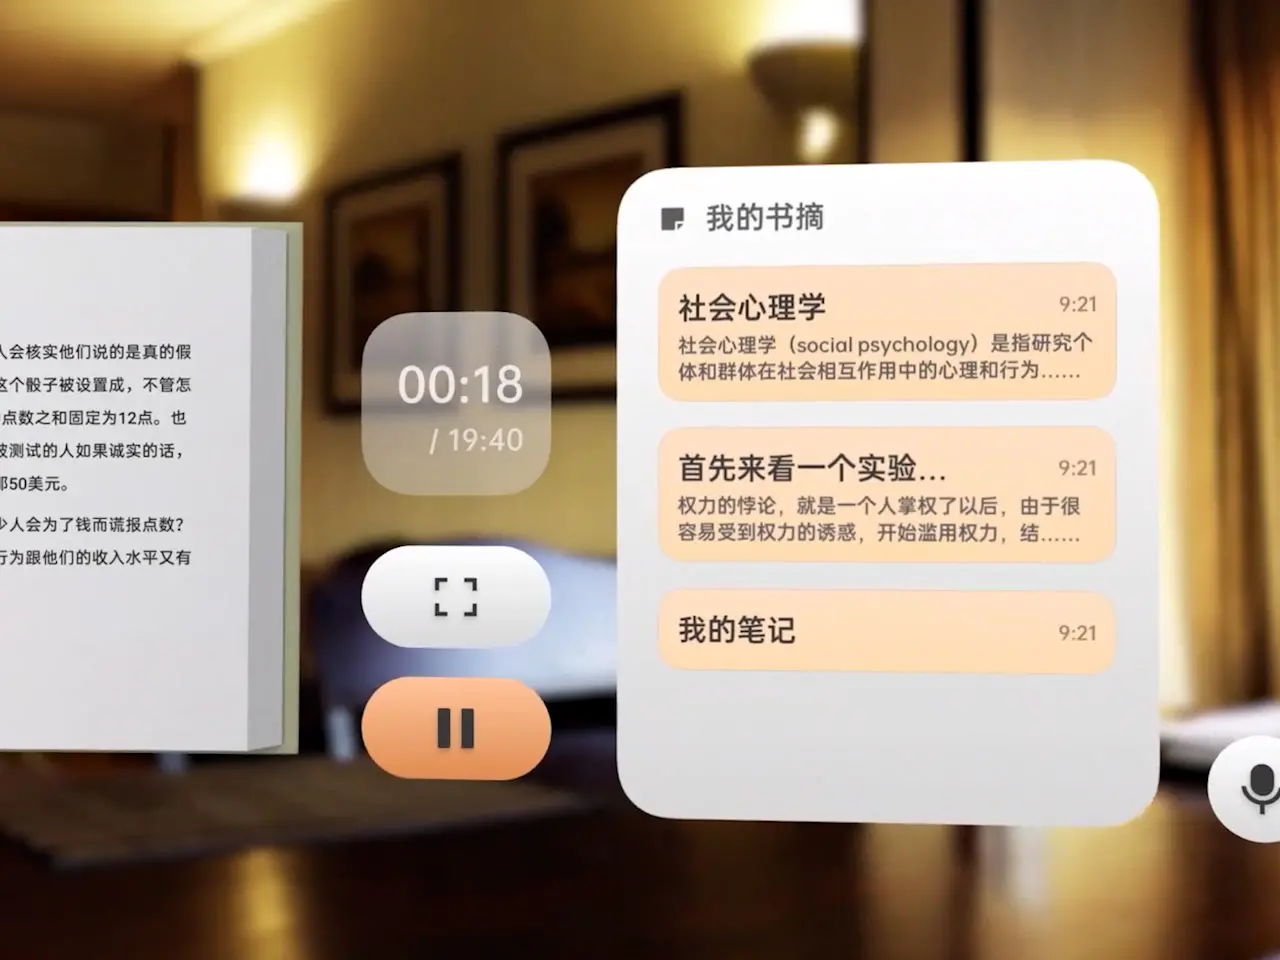 人会核实他们说的是真的假
这个骰子被设置成，不管怎
点数之和固定为12点。也
被测试的人如果诚实的话，
那50美元。
少人会为了钱而谎报点数？
行为跟他们的收入水平又有
00:18
/ 19:40
我的书摘
社会心理学
9:21
社会心理学（social psychology）是指研究个
体和群体在社会相互作用中的心理和行为……
首先来看一个实验…
9:21
权力的悖论，就是一个人掌权了以后，由于很
容易受到权力的诱惑，开始滥用权力，结……
我的笔记
9:21